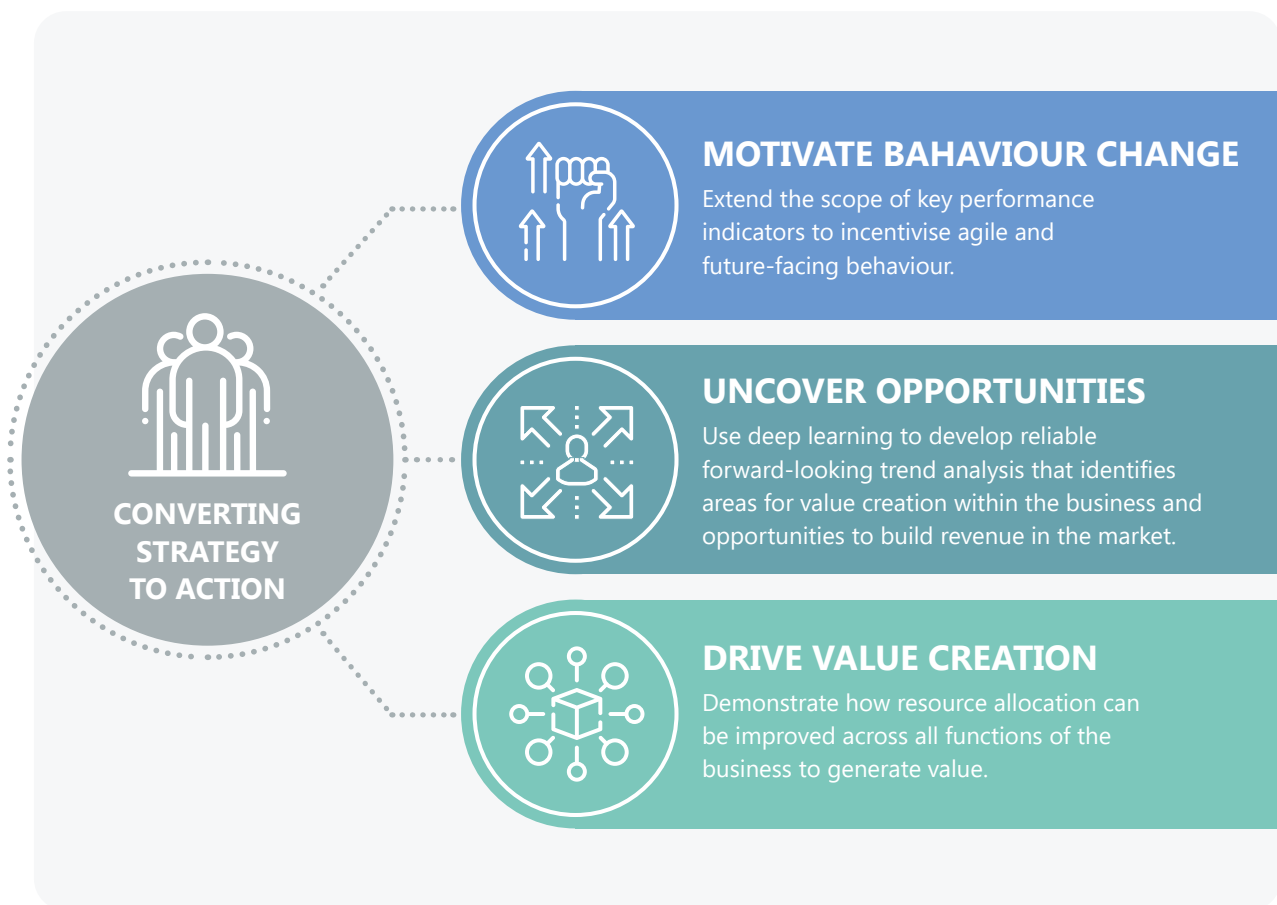 CONVERTING
STRATEGY
TO ACTION
MOTIVATE BAHAVIOUR CHANGE
Extend the scope of key performance
indicators to incentivise agile and
future-facing behaviour.
UNCOVER OPPORTUNITIES
Use deep learning to develop reliable
forward-looking trend analysis that identifies
areas for value creation within the business and
opportunities to build revenue in the market.
DRIVE VALUE CREATION
Demonstrate how resource allocation can
be improved across all functions of the
business to generate value.